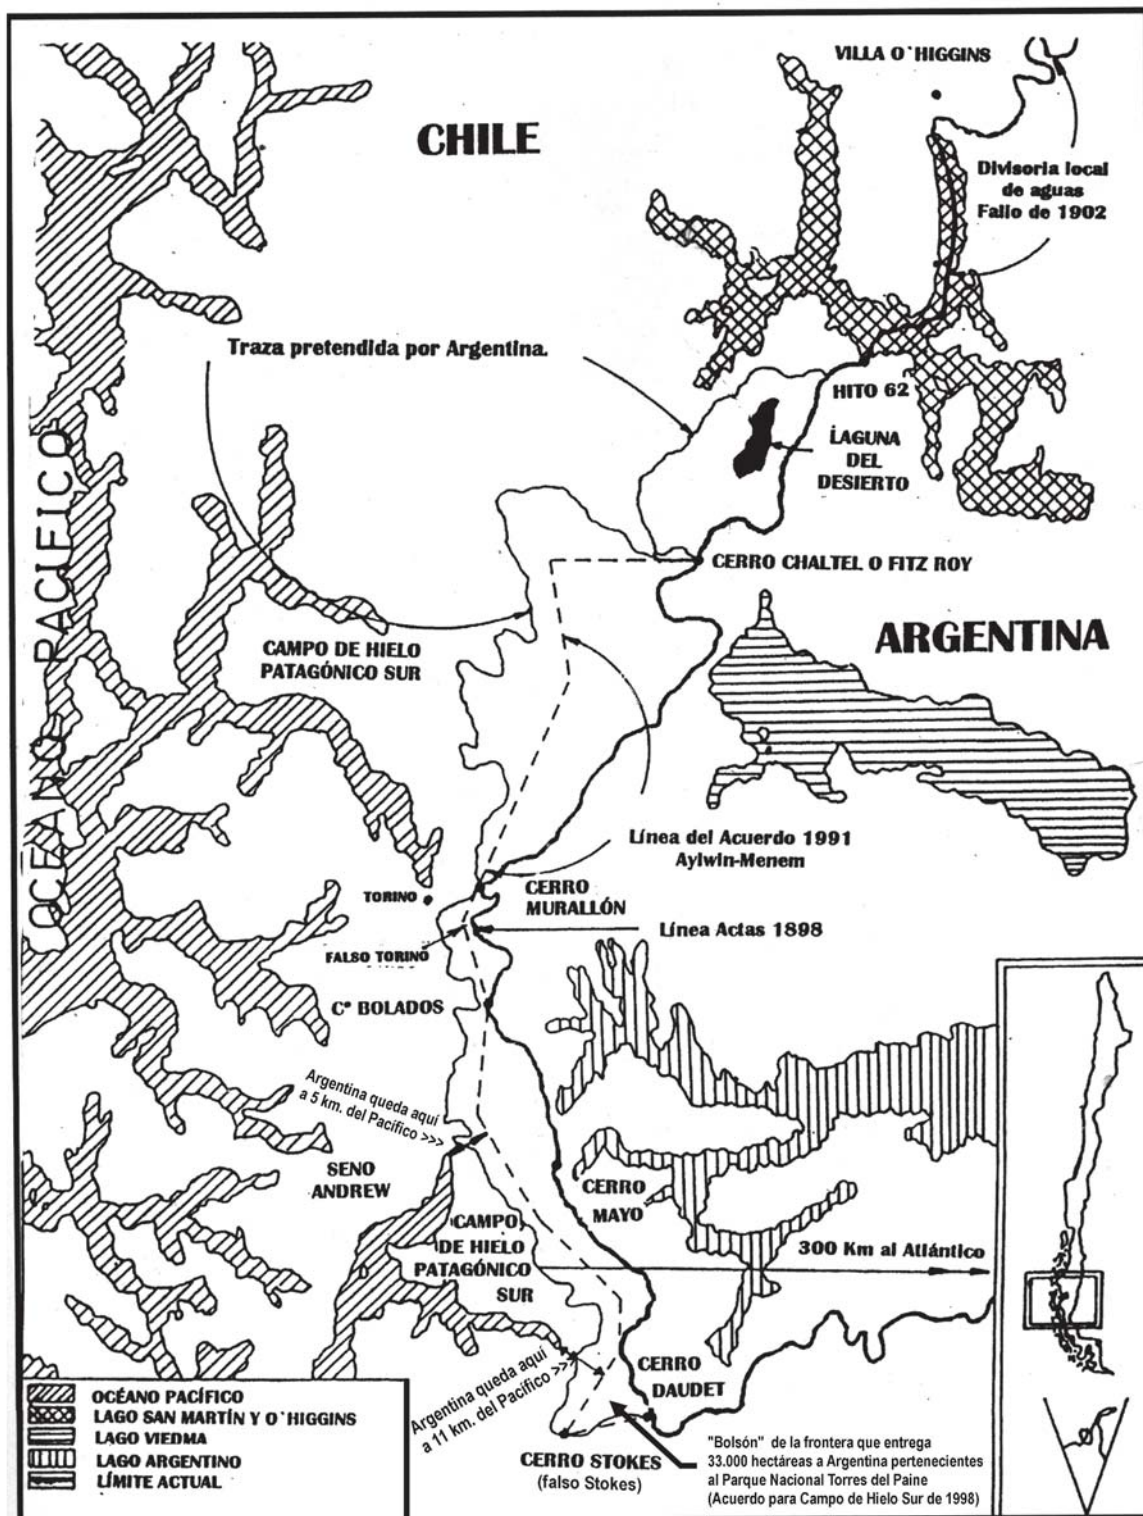 VILLA O`HIGGINS
CHILE
Divisoria local
de aguas
Fallo de 1902
Traza pretendida por Argentina.
HITO 62
LAGUNA
DEL
DESIERTO
OCEANO PACIFICO
CERRO CHALTEL O FITZ ROY
CAMPO DE HIELO
PATAGÓNICO SUR
ARGENTINA
Línea del Acuerdo 1991
Aylwin-Menem
TORINO
CERRO
MURALLÓN
Línea Actas 1898
FALSO TORINO
Cº BOLADOS
Argentina queda aquí
a 5 km. del Pacífico >>>
SENO
ANDREW
CERRO
MAYO
CAMPO
DE HIELO
PATAGÓNICO
SUR
300 Km al Atlántico
Argentina queda aquí
a 11 km. del Pacífico >>>
CERRO
DAUDET
CERRO STOKES
(falso Stokes)
"Bolsón" de la frontera que entrega
33.000 hectáreas a Argentina pertenecientes
al Parque Nacional Torres del Paine
(Acuerdo para Campo de Hielo Sur de 1998)
OCÉANO PACÍFICO
LAGO SAN MARTÍN Y O`HIGGINS
LAGO VIEDMA
LAGO ARGENTINO
LÍMITE ACTUAL